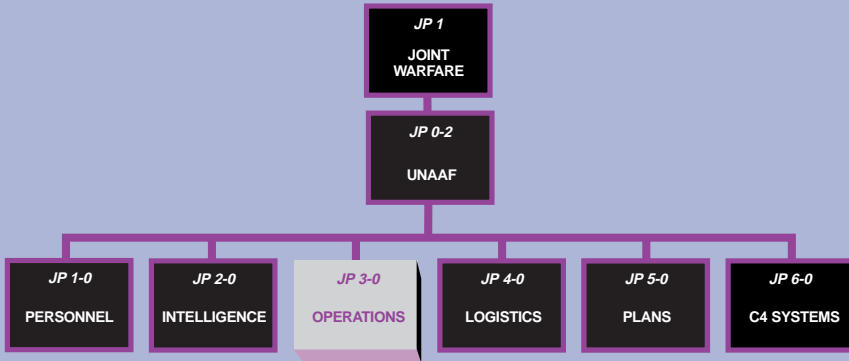 JP 1
JOINT
WARFARE
JP 0-2
UNAAF
JP 1-0
PERSONNEL
JP 2-0
INTELLIGENCE
JP 3-0
OPERATIONS
JP 4-0
LOGISTICS
JP 5-0
PLANS
JP 6-0
C4 SYSTEMS